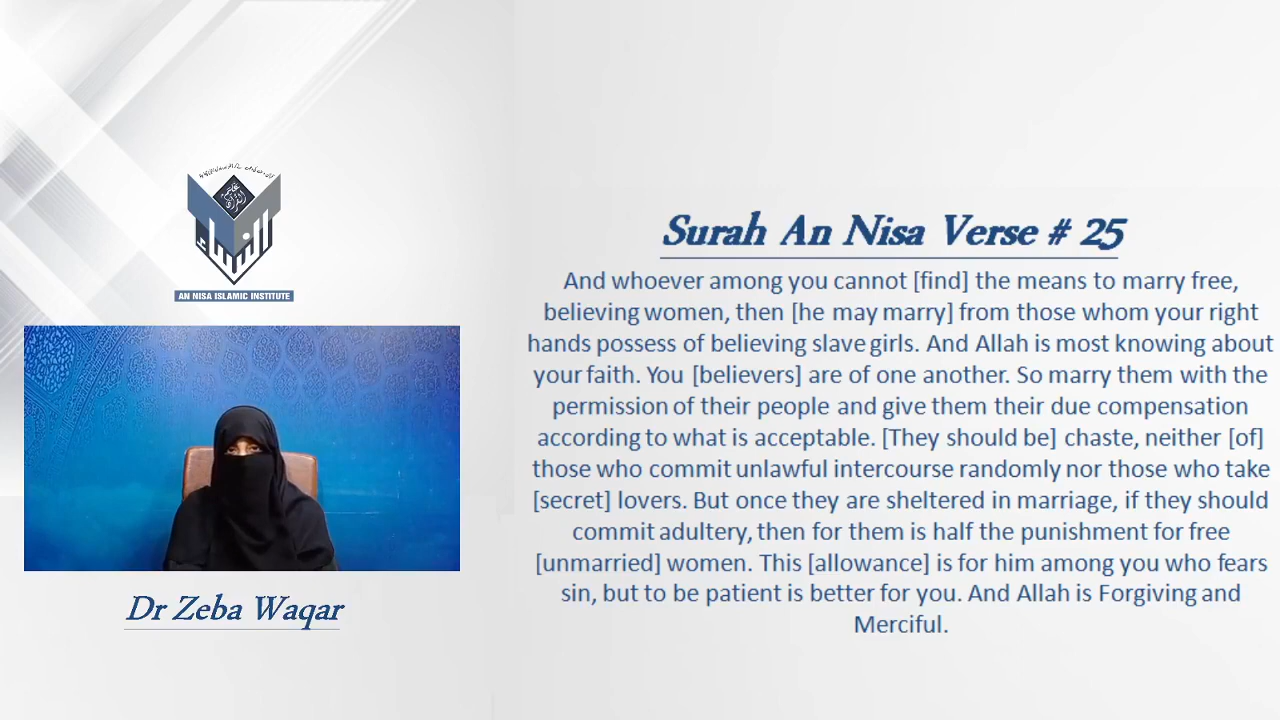 AN NISA ISLAMIC INSTITUTE
Dr Zeba Waqar
Surah An Nisa Verse # 25
And whoever among you cannot [find] the means to marry free,
believing women, then [he may marry] from those whom your right
hands possess of believing slave girls. And Allah is most knowing about
your faith. You [believers] are of one another. So marry them with the
permission of their people and give them their due compensation
according to what is acceptable. [They should be] chaste, neither [of]
those who commit unlawful intercourse randomly nor those who take
[secret] lovers. But once they are sheltered in marriage, if they should
commit adultery, then for them is half the punishment for free
[unmarried] women. This [allowance] is for him among you who fears
sin, but to be patient is better for you. And Allah is Forgiving and
Merciful.